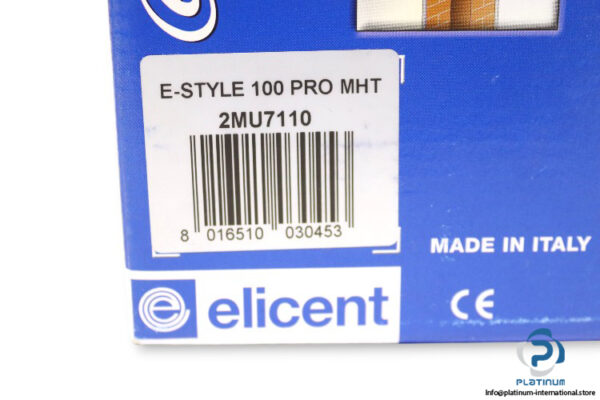 E-STYLE 100 PRO MHT
2MU7110
8 016510 030453
MADE IN ITALY
elicent
CE
PLATINUM
Info@platinum-international.store